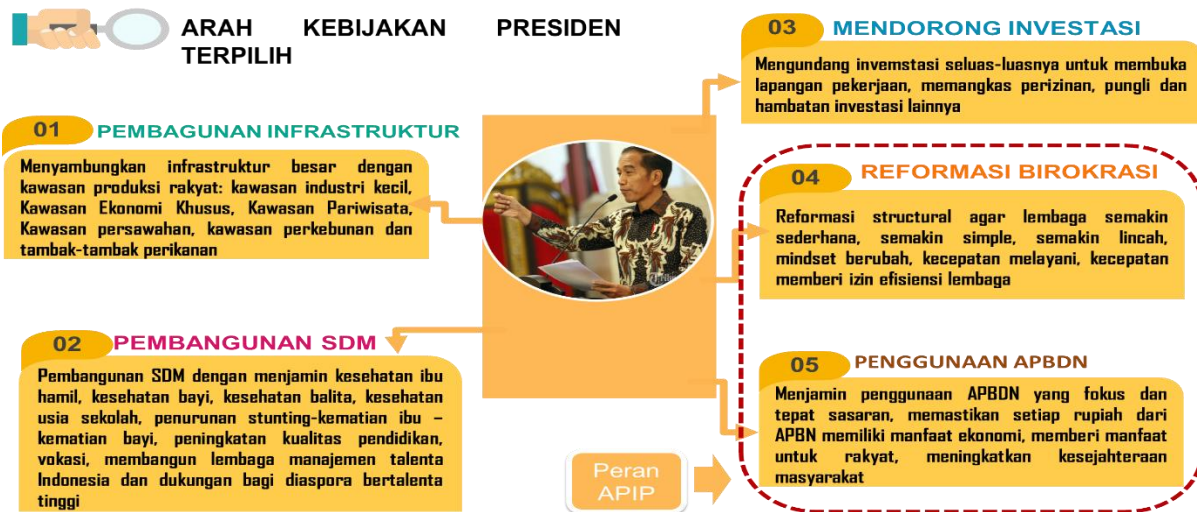 ARAH KEBIJAKAN PRESIDEN
TERPILIH
01 PEMBAGUNAN INFRASTRUKTUR
Menyambungkan infrastruktur besar dengan
kawasan produksi rakyat: kawasan industri kecil,
Kawasan Ekonomi Khusus, Kawasan Pariwisata,
Kawasan persawahan, kawasan perkebunan dan
tambak-tambak perikanan
02 PEMBANGUNAN SDM
Pembangunan SDM dengan menjamin kesehatan ibu
hamil, kesehatan bayi, kesehatan balita, kesehatan
usia sekolah, penurunan stunting-kematian ibu –
kematian bayi, peningkatan kualitas pendidikan,
vokasi, membangun lembaga manajemen talenta
Indonesia dan dukungan bagi diaspora bertalenta
tinggi
03 MENDORONG INVESTASI
Mengundang invemstasi seluas-luasnya untuk membuka
lapangan pekerjaan, memangkas perizinan, pungli dan
hambatan investasi lainnya
04 REFORMASI BIROKRASI
Reformasi structural agar lembaga semakin
sederhana, semakin simple, semakin lincah,
mindset berubah, kecepatan melayani, kecepatan
memberi izin efisiensi lembaga
05 PENGGUNAAN APBDN
Menjamin penggunaan APBDN yang fokus dan
tepat sasaran, memastikan setiap rupiah dari
APBN memiliki manfaat ekonomi, memberi manfaat
untuk rakyat, meningkatkan kesejahteraan
masyarakat
Peran
APIP